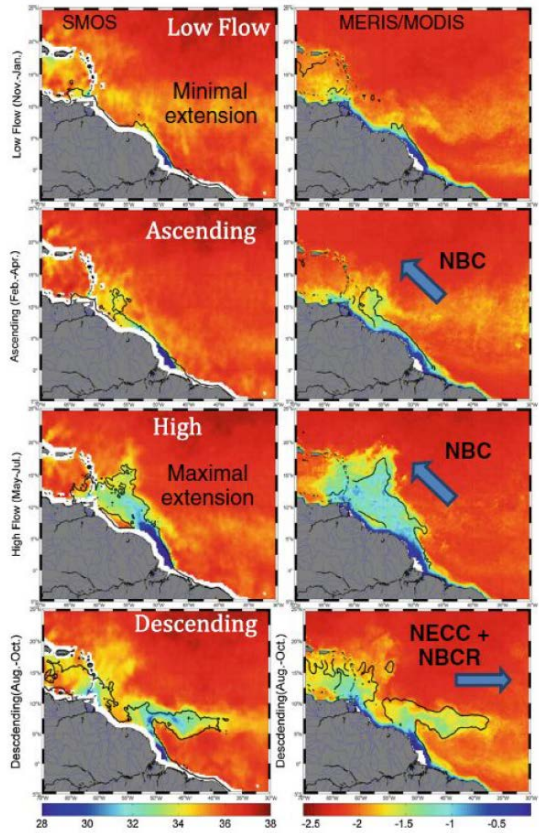 SMOS
MERIS/MODIS
Low Flow
Minimal
extension
Low Flow (Nov.-Jan.)
Ascending
NBC
Ascending (Feb.-Apr.)
High
Maximal
extension
NBC
High Flow (May-Jul.)
Descending
NECC +
NBCR
Descdending(Aug.-Oct.)
Descdending(Aug.-Oct.)
28 30 32 34 36 38
-2.5 -2 -1.5 -1 -0.5